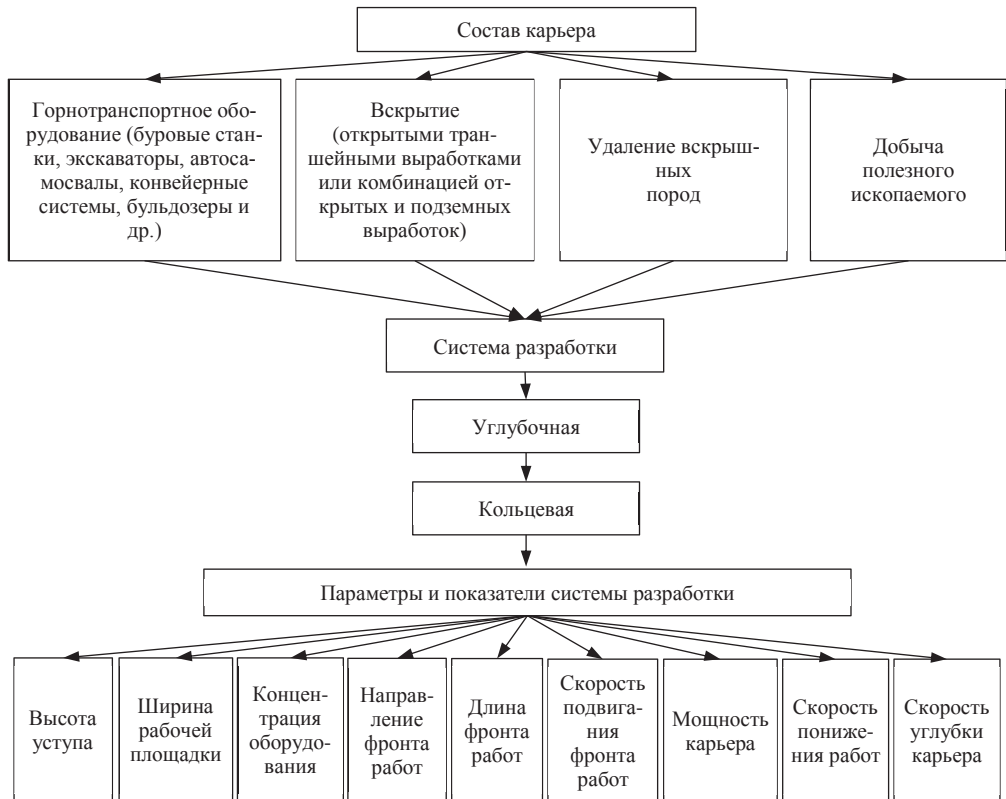 Состав карьера
Горнотранспортное обо-
рудование (буровые стан-
ки, экскаваторы, автоса-
мосвалы, конвейерные
системы, бульдозеры и
др.)
Вскрытие
(открытыми тран-
шейными выработками
или комбинацией от-
крытых и подземных
выработок)
Удаление вскрыш-
ных
пород
Добыча
полезного
ископаемого
Система разработки
Углубочная
Кольцевая
Параметры и показатели системы разработки
Высота
уступа
Ширина
рабочей
площадки
Концен-
трация
оборудо-
вания
Направ-
ление
фронта
работ
Длина
фронта
работ
Скорость
подвига-
ния
фронта
работ
Мощность
карьера
Скорость
пониже-
ния работ
Скорость
углубки
карьера